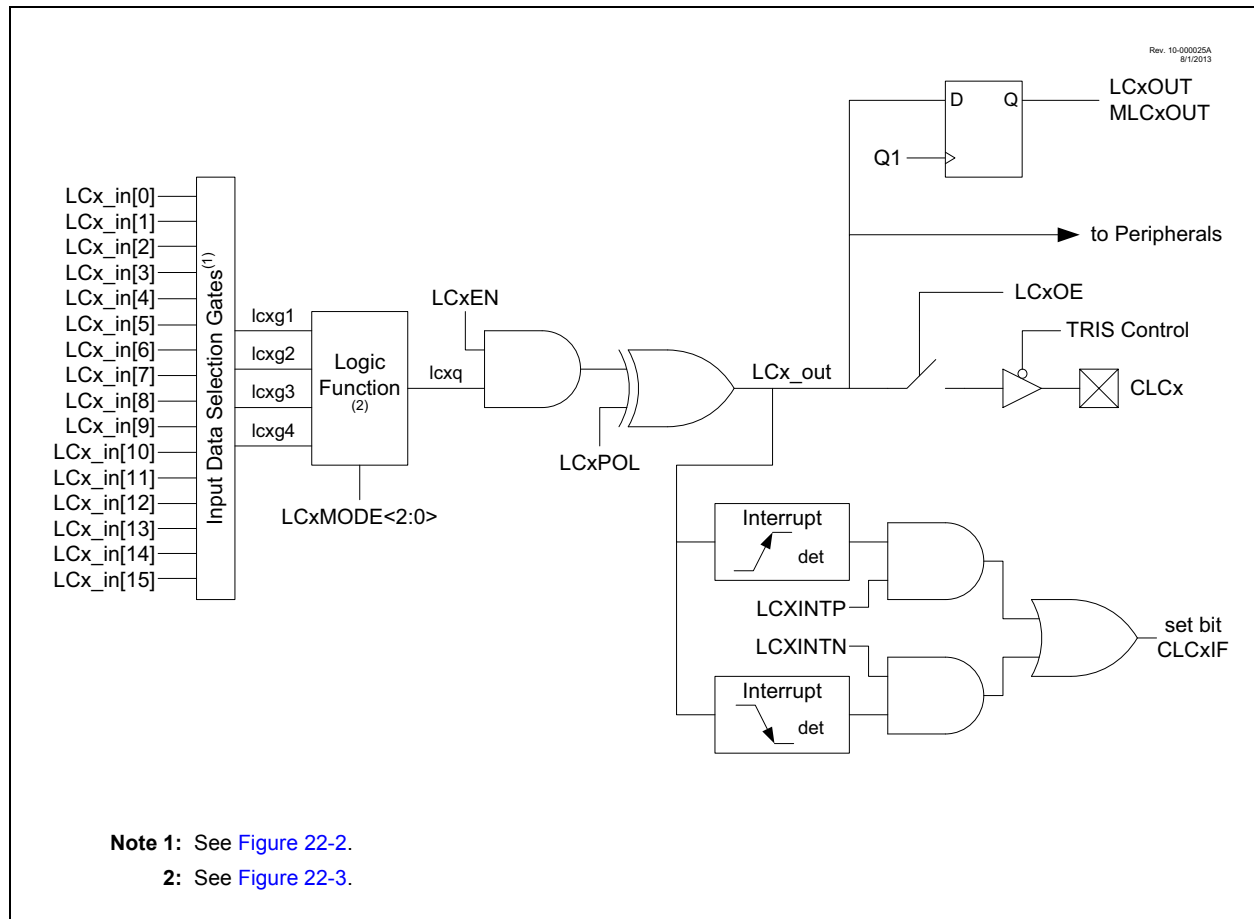 Rev. 10-000025A
8/1/2013
LCx_in[0]
LCx_in[1]
LCx_in[2]
LCx_in[3]
LCx_in[4]
LCx_in[5]
LCx_in[6]
LCx_in[7]
LCx_in[8]
LCx_in[9]
LCx_in[10]
LCx_in[11]
LCx_in[12]
LCx_in[13]
LCx_in[14]
LCx_in[15]
Input Data Selection Gates(1)
lcxg1
lcxg2
lcxg3
lcxg4
Logic
Function
(2)
LCxMODE<2:0>
lcxq
LCxEN
LCxPOL
LCx_out
D Q
Q1
LCxOUT
MLCxOUT
to Peripherals
LCxOE
TRIS Control
CLCx
Interrupt
det
LCXINTP
LCXINTN
Interrupt
det
set bit
CLCxIF
Note 1: See Figure 22-2.
2: See Figure 22-3.